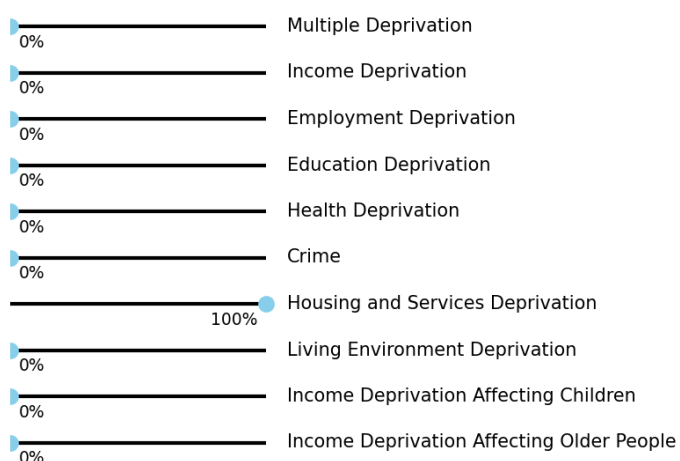 Multiple Deprivation
0%
Income Deprivation
0%
Employment Deprivation
0%
Education Deprivation
0%
Health Deprivation
0%
Crime
0%
Housing and Services Deprivation
100%
Living Environment Deprivation
0%
Income Deprivation Affecting Children
0%
Income Deprivation Affecting Older People
0%